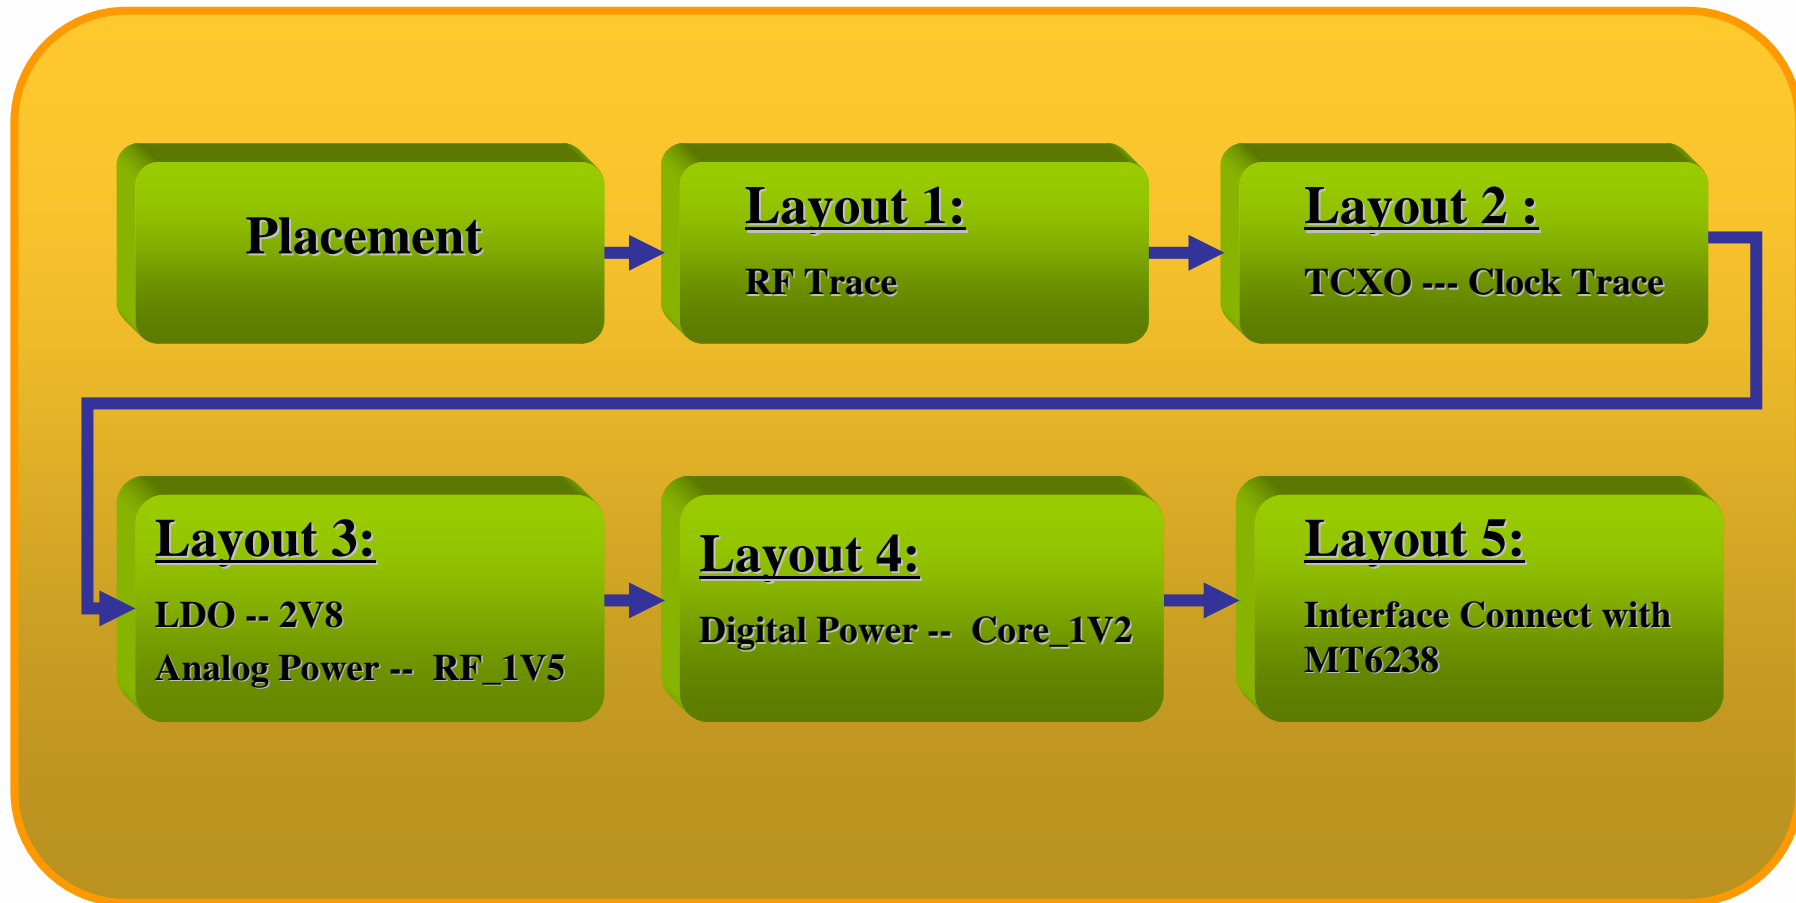 Placement
Layout 1:
RF Trace
Layout 2 :
TCXO --- Clock Trace
Layout 3:
LDO -- 2V8
Analog Power --  RF_1V5
Layout 4:
Digital Power --  Core_1V2
Layout 5:
Interface Connect with
MT6238